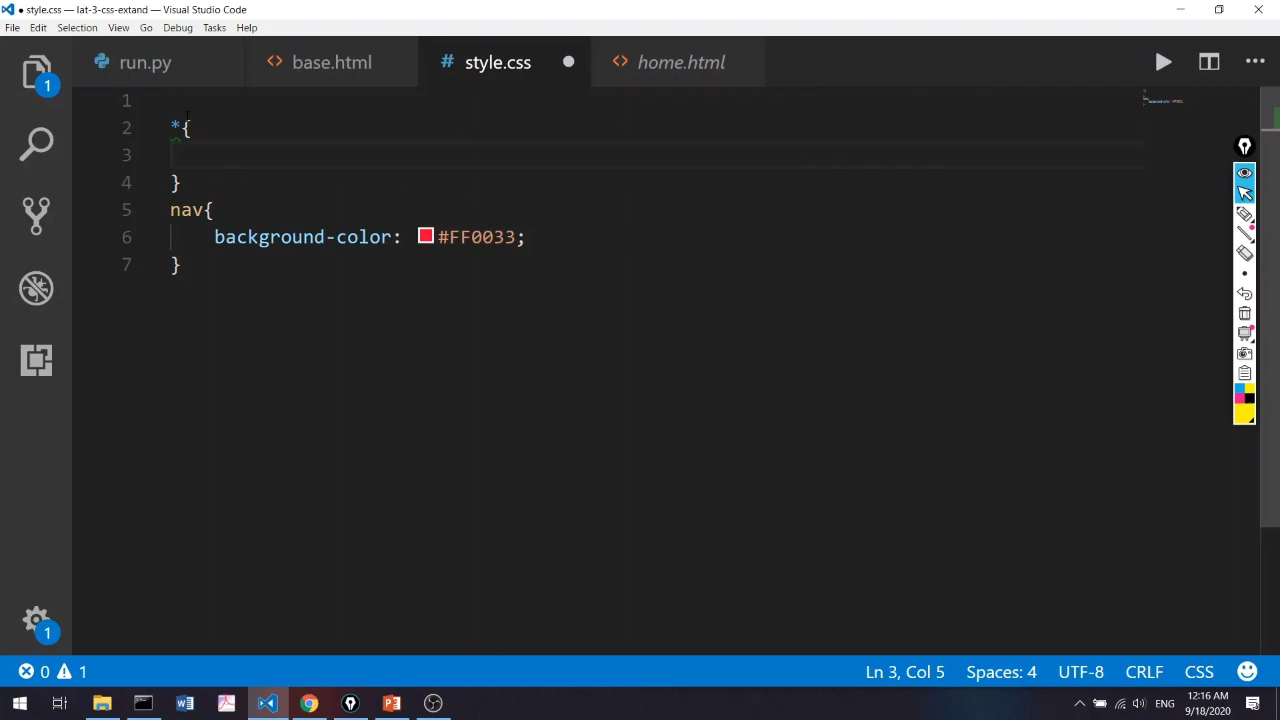 ● style.css — lat-3-css-extand — Visual Studio Code
File Edit Selection View Go Debug Tasks Help
run.py base.html style.css home.html
1
2 *{
3
4 }
5 nav{
6 background-color: #FF0033;
7 }
1
1
0 1 Ln 3, Col 5 Spaces: 4 UTF-8 CRLF CSS
ENG 12:16 AM
9/18/2020